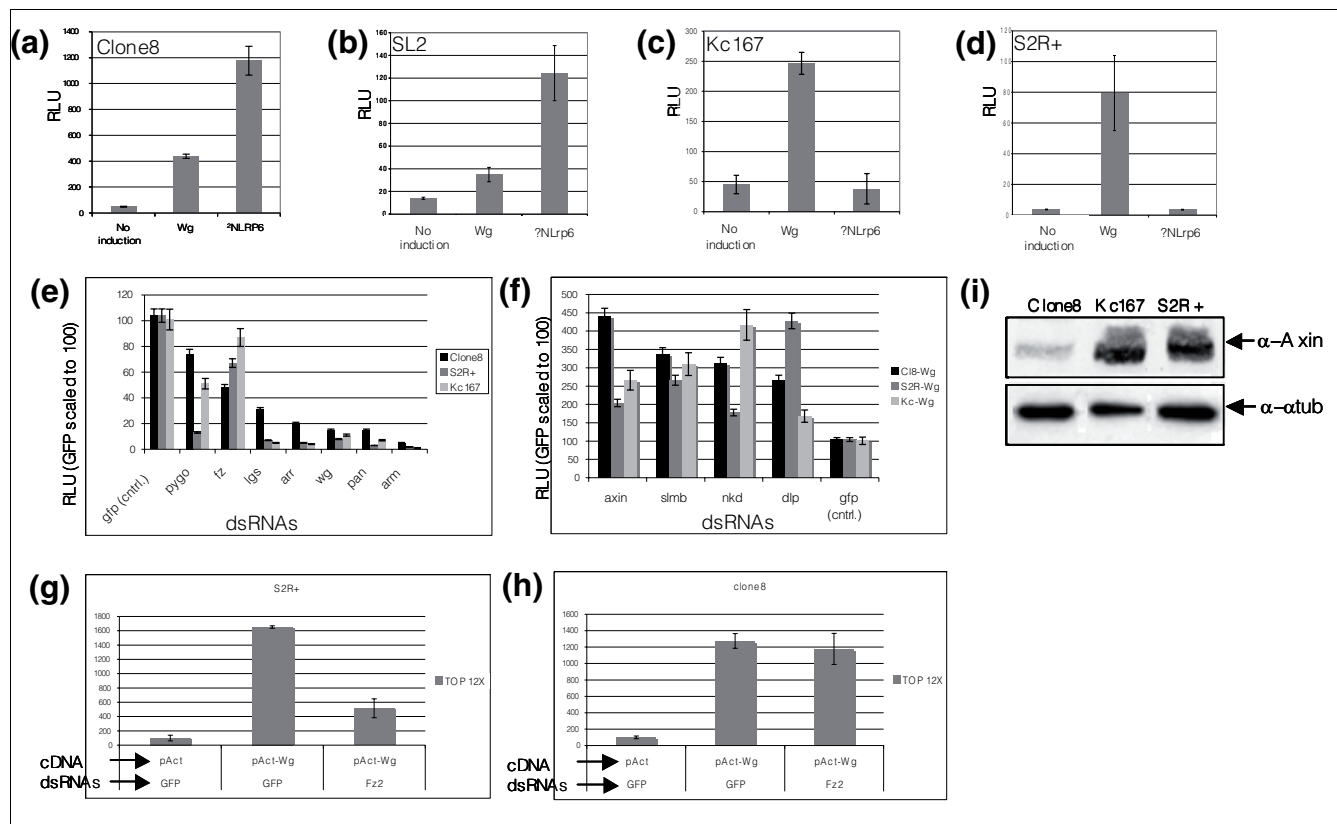 (a)
Clone8
RLU
1400
1200
1000
800
600
400
200
0
No induction
Wg
²NLRP6
(b)
SL2
RLU
160
140
120
100
80
60
40
20
0
No induction
Wg
?NLrp6
(c)
Kc167
RLU
300
250
200
150
100
50
0
No induction
Wg
?NLrp6
(d)
S2R+
RLU
120
100
80
60
40
20
0
No induction
Wg
?NLrp6
(e)
RLU (GFP scaled to 100)
120
100
80
60
40
20
0
gfp (cntrl.)
pygo
fz
lgs
arr
wg
pan
arm
dsRNAs
Clone8
S2R+
Kc167
(f)
RLU (GFP scaled to 100)
500
450
400
350
300
250
200
150
100
50
0
axin
slmb
nkd
dlp
gfp (cntrl.)
dsRNAs
Cl8-Wg
S2R-Wg
Kc-Wg
(i)
Clone8 Kc167 S2R+
α-Axin
α-αtub
(g)
S2R+
1800
1600
1400
1200
1000
800
600
400
200
0
TOP 12X
cDNA
pAct
pAct-Wg
pAct-Wg
dsRNAs
GFP
GFP
Fz2
(h)
clone8
1600
1400
1200
1000
800
600
400
200
0
TOP 12X
cDNA
pAct
pAct-Wg
pAct-Wg
dsRNAs
GFP
GFP
Fz2